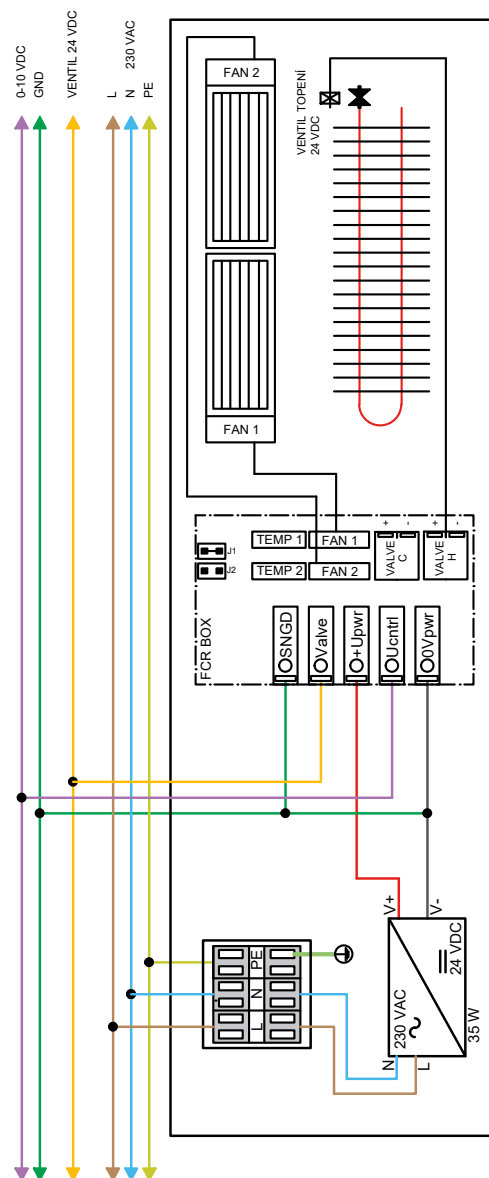 0-10 VDC
GND
VENTIL 24 VDC
L
N
230 VAC
PE
FAN 2
VENTIL TOPENÍ
24 VDC
FAN 1
J1
J2
TEMP 1
FAN 1
TEMP 2
FAN 2
+
-
VALVE
C
+
-
VALVE
H
FCR BOX
SNGD
Valve
+Upwr
Ucntrl
0Vpwr
V+
V-
PE
N
L
230 VAC
24 VDC
35 W
N
L